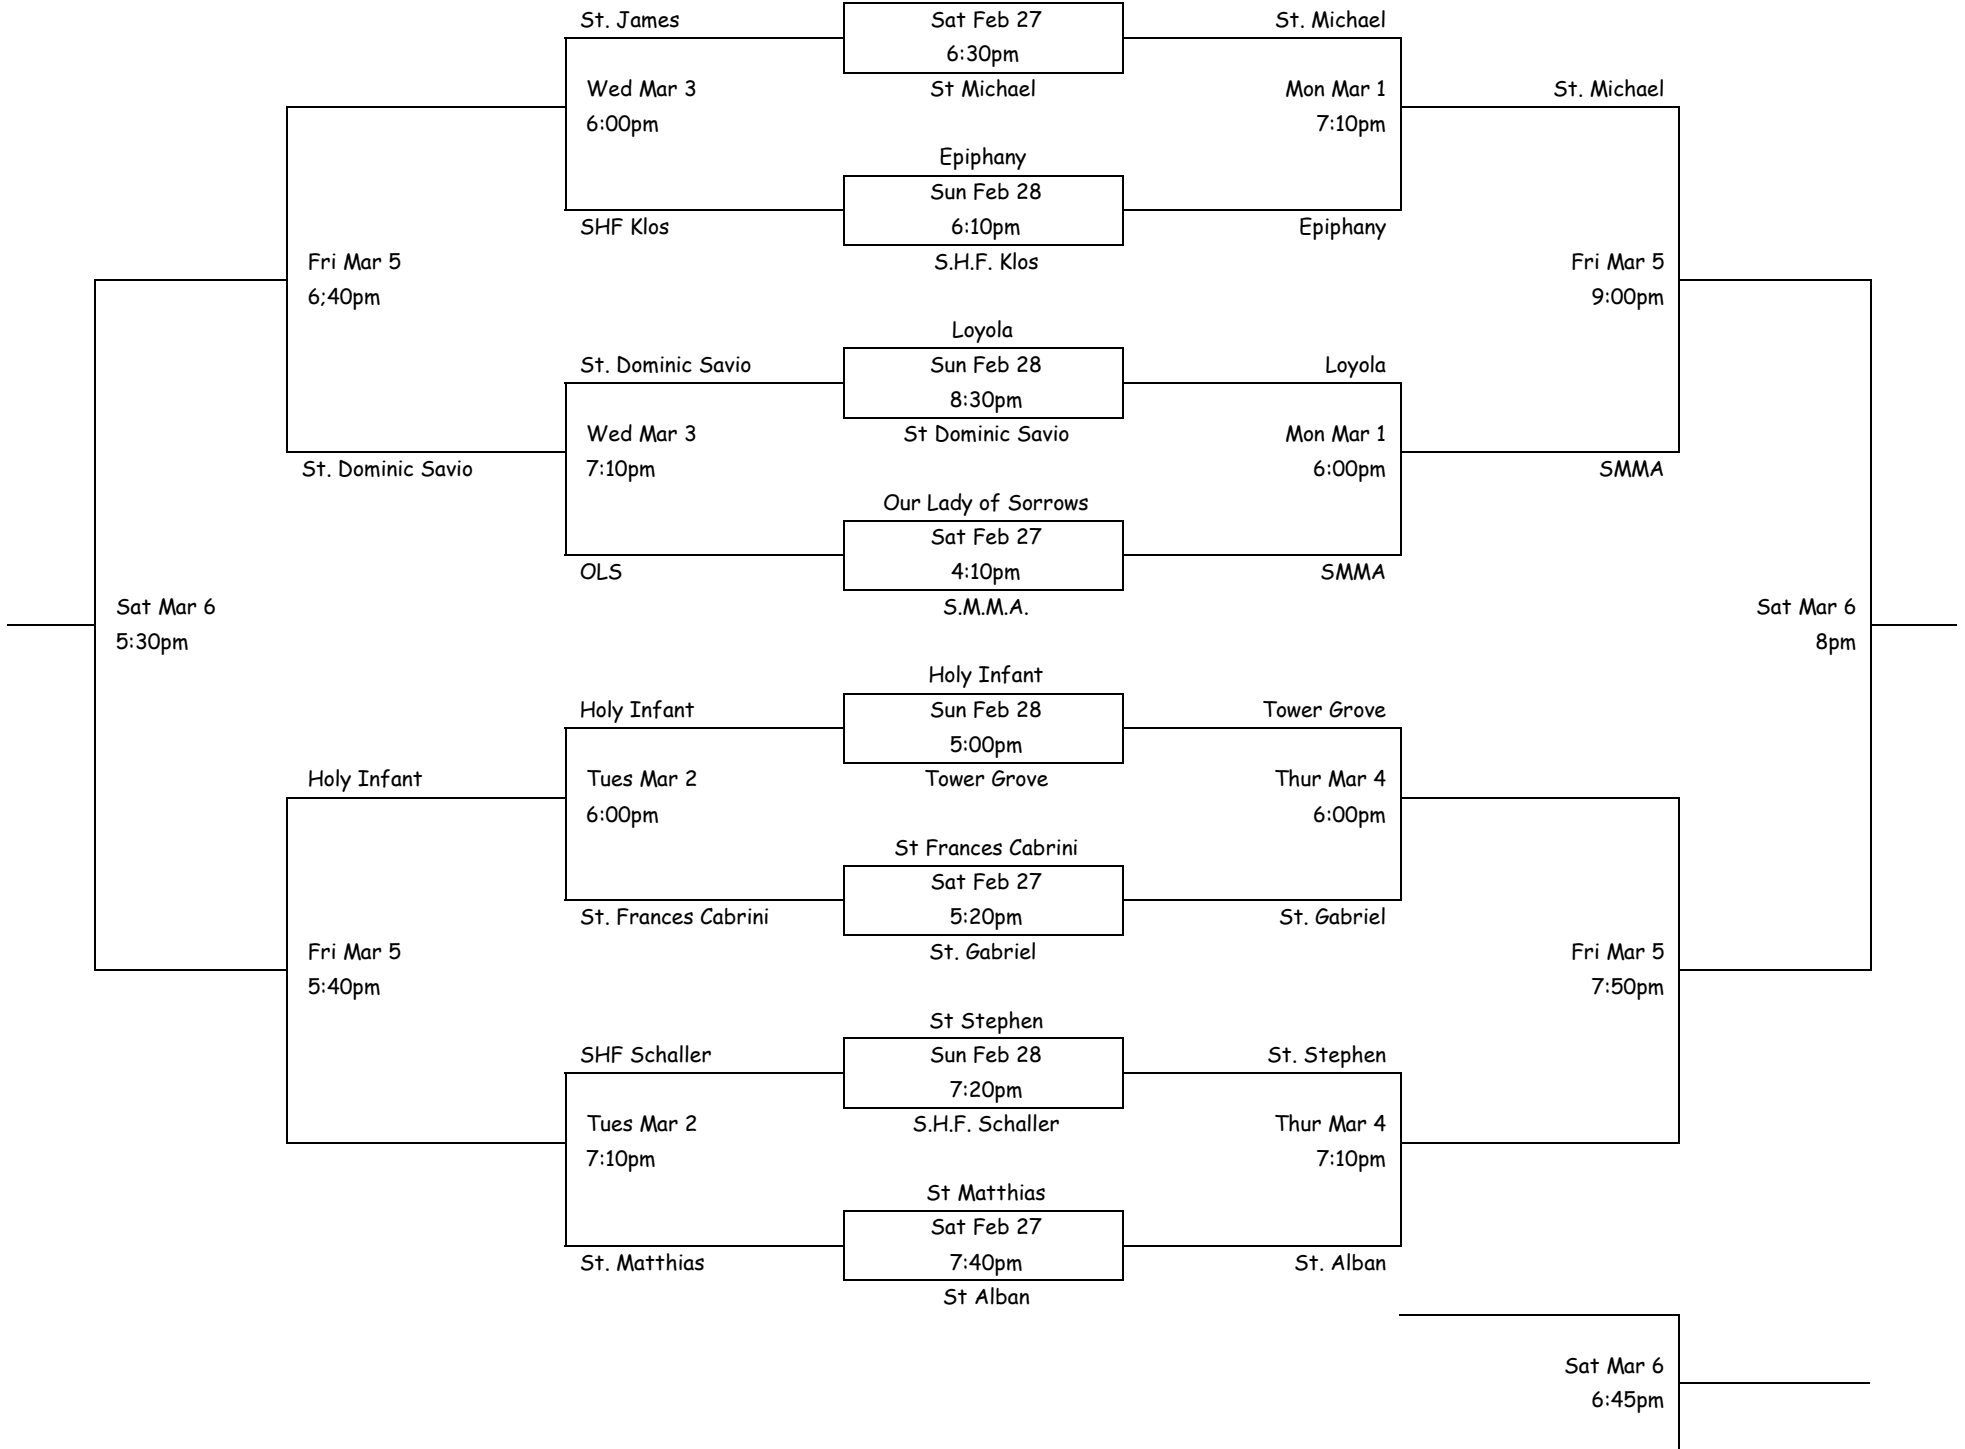 St. James
Sat Feb 27
St. Michael
6:30pm
Wed Mar 3
St Michael
Mon Mar 1
St. Michael
6:00pm
7:10pm
Epiphany
Sun Feb 28
SHF Klos
6:10pm
Epiphany
Fri Mar 5
S.H.F. Klos
Fri Mar 5
6;40pm
9:00pm
Loyola
St. Dominic Savio
Sun Feb 28
Loyola
8:30pm
Wed Mar 3
St Dominic Savio
Mon Mar 1
St. Dominic Savio
7:10pm
6:00pm
SMMA
Our Lady of Sorrows
Sat Feb 27
OLS
4:10pm
SMMA
Sat Mar 6
S.M.M.A.
Sat Mar 6
5:30pm
8pm
Holy Infant
Holy Infant
Sun Feb 28
Tower Grove
5:00pm
Holy Infant
Tues Mar 2
Tower Grove
Thur Mar 4
6:00pm
6:00pm
St Frances Cabrini
Sat Feb 27
St. Frances Cabrini
5:20pm
St. Gabriel
Fri Mar 5
St. Gabriel
Fri Mar 5
5:40pm
7:50pm
St Stephen
SHF Schaller
Sun Feb 28
St. Stephen
7:20pm
Tues Mar 2
S.H.F. Schaller
Thur Mar 4
7:10pm
7:10pm
St Matthias
Sat Feb 27
St. Matthias
7:40pm
St. Alban
St Alban
Sat Mar 6
6:45pm